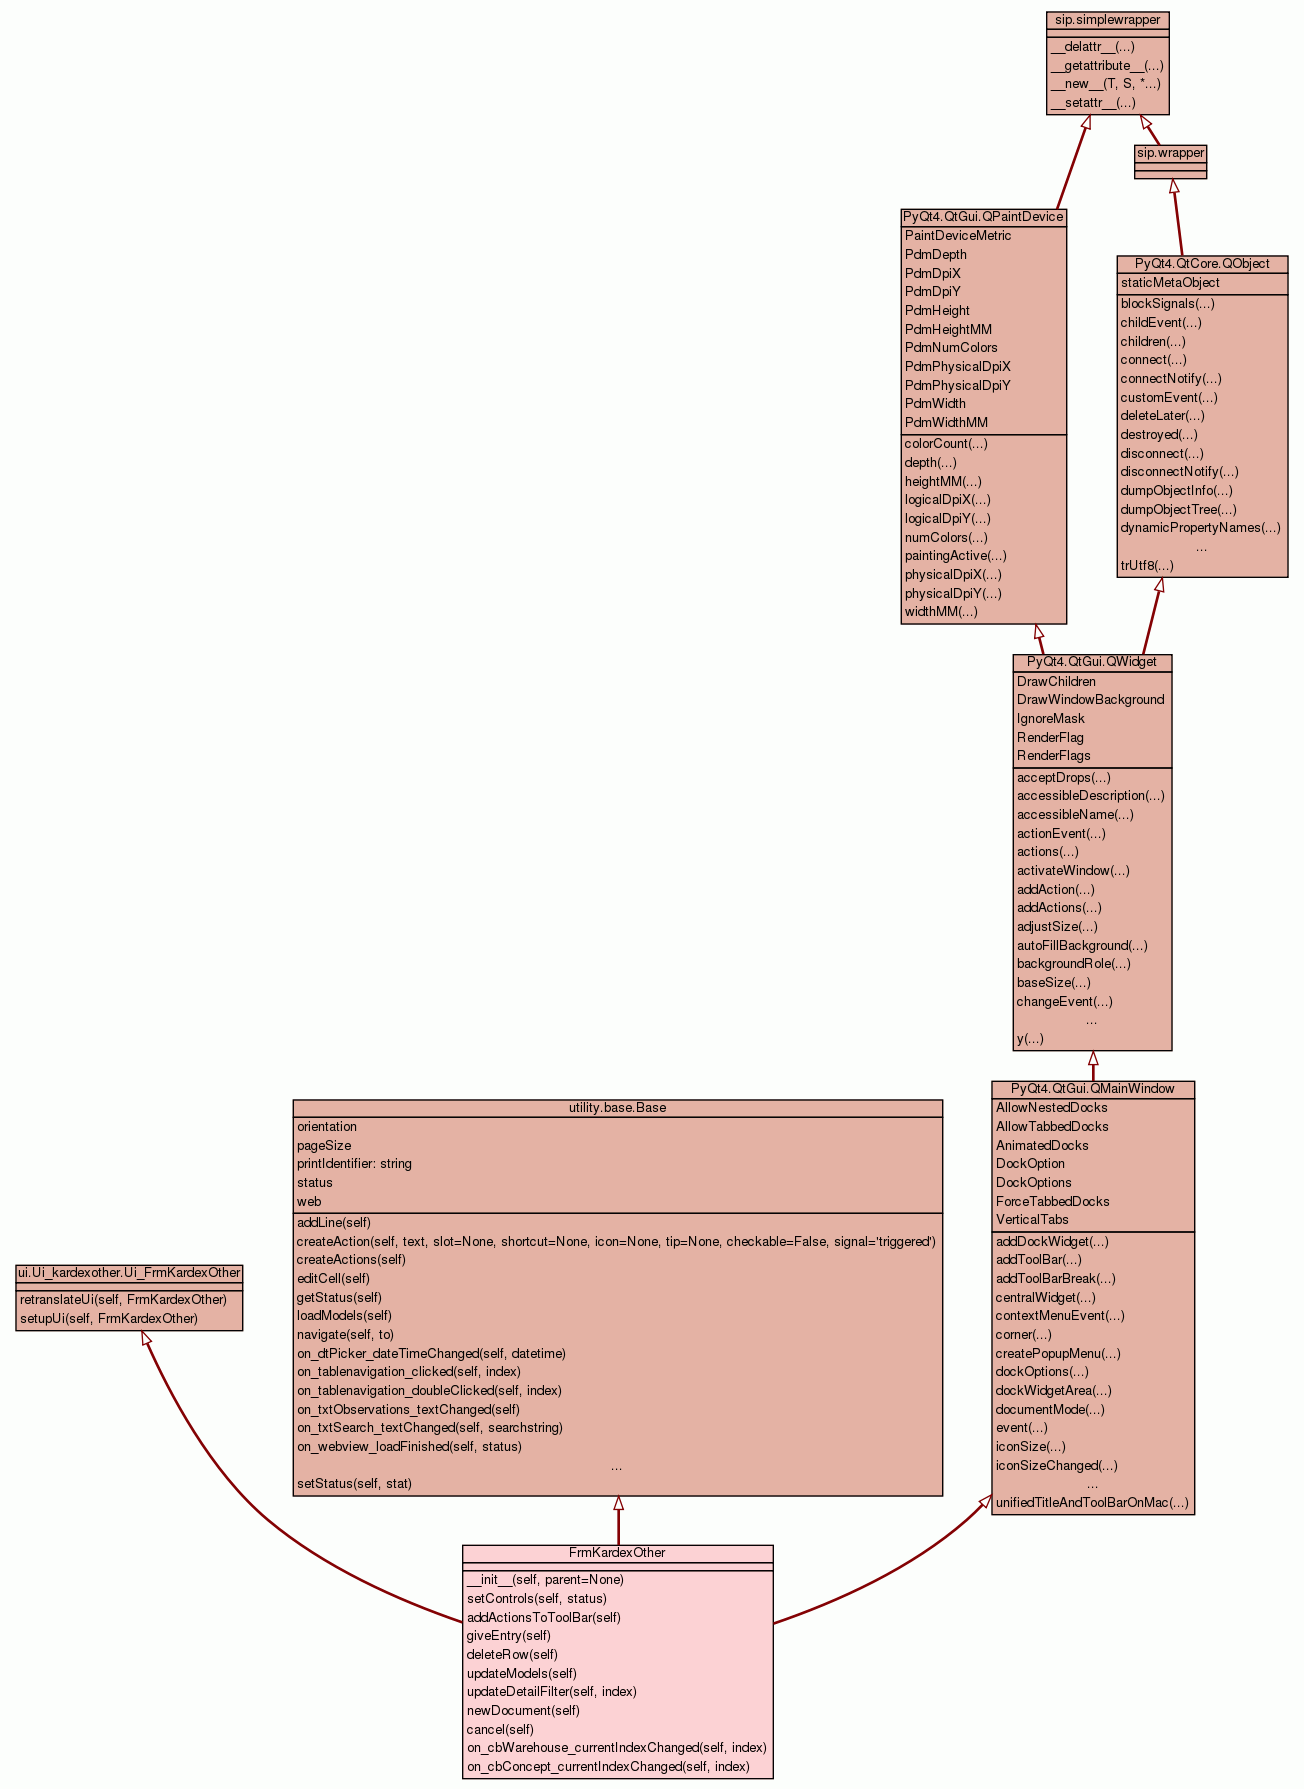 sip.simplewrapper
__delattr__(...)
__getattribute__(...)
__new__(T, S, *...)
__setattr__(...)
sip.wrapper
PyQt4.QtGui.QPaintDevice
PaintDeviceMetric
PdmDepth
PdmDpiX
PdmDpiY
PdmHeight
PdmHeightMM
PdmNumColors
PdmPhysicalDpiX
PdmPhysicalDpiY
PdmWidth
PdmWidthMM
colorCount(...)
depth(...)
heightMM(...)
logicalDpiX(...)
logicalDpiY(...)
numColors(...)
paintingActive(...)
physicalDpiX(...)
physicalDpiY(...)
widthMM(...)
PyQt4.QtCore.QObject
staticMetaObject
blockSignals(...)
childEvent(...)
children(...)
connect(...)
connectNotify(...)
customEvent(...)
deleteLater(...)
destroyed(...)
disconnect(...)
disconnectNotify(...)
dumpObjectInfo(...)
dumpObjectTree(...)
dynamicPropertyNames(...)
...
trUtf8(...)
PyQt4.QtGui.QWidget
DrawChildren
DrawWindowBackground
IgnoreMask
RenderFlag
RenderFlags
acceptDrops(...)
accessibleDescription(...)
accessibleName(...)
actionEvent(...)
actions(...)
activateWindow(...)
addAction(...)
addActions(...)
adjustSize(...)
autoFillBackground(...)
backgroundRole(...)
baseSize(...)
changeEvent(...)
...
y(...)
PyQt4.QtGui.QMainWindow
AllowNestedDocks
AllowTabbedDocks
AnimatedDocks
DockOption
DockOptions
ForceTabbedDocks
VerticalTabs
addDockWidget(...)
addToolBar(...)
addToolBarBreak(...)
centralWidget(...)
contextMenuEvent(...)
corner(...)
createPopupMenu(...)
dockOptions(...)
dockWidgetArea(...)
documentMode(...)
event(...)
iconSize(...)
iconSizeChanged(...)
...
unifiedTitleAndToolBarOnMac(...)
utility.base.Base
orientation
pageSize
printIdentifier: string
status
web
addLine(self)
createAction(self, text, slot=None, shortcut=None, icon=None, tip=None, checkable=False, signal='triggered')
createActions(self)
editCell(self)
getStatus(self)
loadModels(self)
navigate(self, to)
on_dtPicker_dateTimeChanged(self, datetime)
on_tablenavigation_clicked(self, index)
on_tablenavigation_doubleClicked(self, index)
on_txtObservations_textChanged(self)
on_txtSearch_textChanged(self, searchstring)
on_webview_loadFinished(self, status)
...
setStatus(self, stat)
ui.Ui_kardexother.Ui_FrmKardexOther
retranslateUi(self, FrmKardexOther)
setupUi(self, FrmKardexOther)
FrmKardexOther
__init__(self, parent=None)
setControls(self, status)
addActionsToToolBar(self)
giveEntry(self)
deleteRow(self)
updateModels(self)
updateDetailFilter(self, index)
newDocument(self)
cancel(self)
on_cbWarehouse_currentIndexChanged(self, index)
on_cbConcept_currentIndexChanged(self, index)